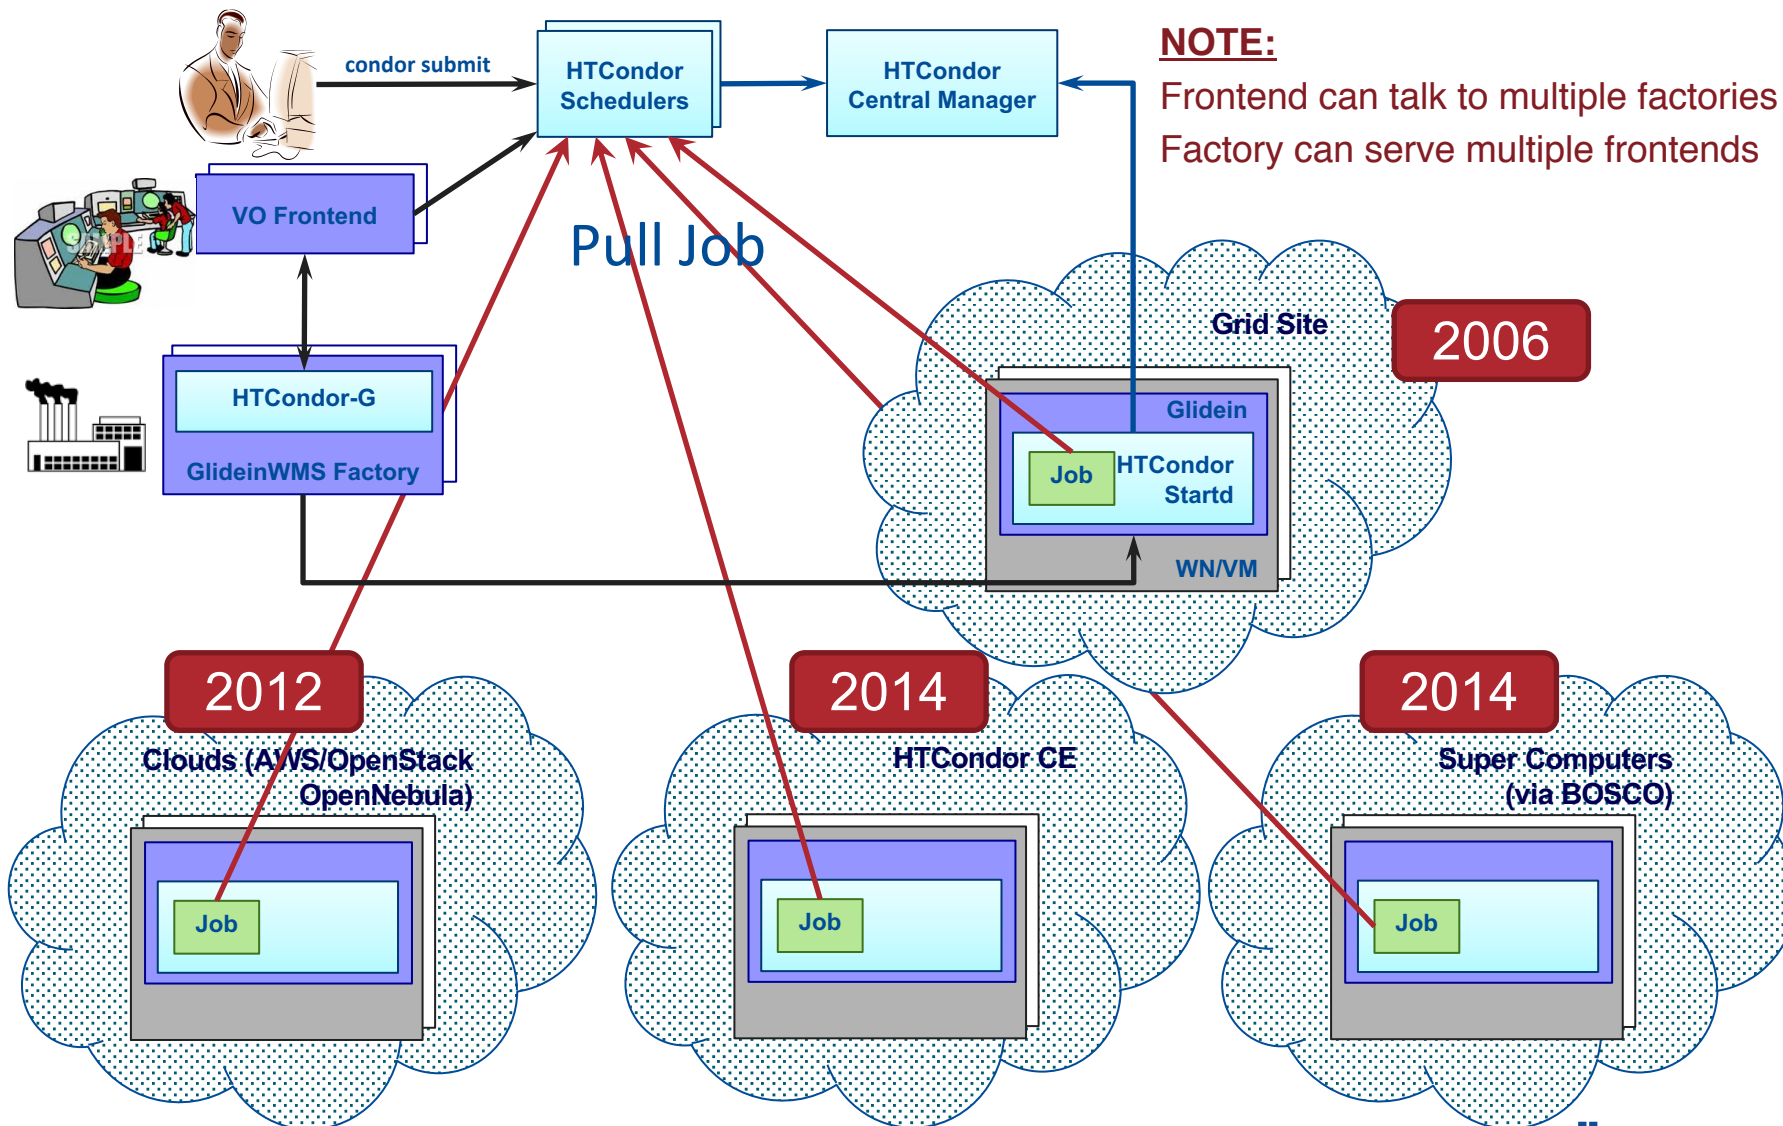 condor submit
HTCondor
Schedulers
HTCondor
Central Manager
NOTE:
Frontend can talk to multiple factories
Factory can serve multiple frontends
VO Frontend
Pull Job
Grid Site
2006
HTCondor-G
GlideinWMS Factory
Glidein
Job
HTCondor
Startd
WN/VM
2012
Clouds (AWS/OpenStack
OpenNebula)
Job
2014
HTCondor CE
Job
2014
Super Computers
(via BOSCO)
Job